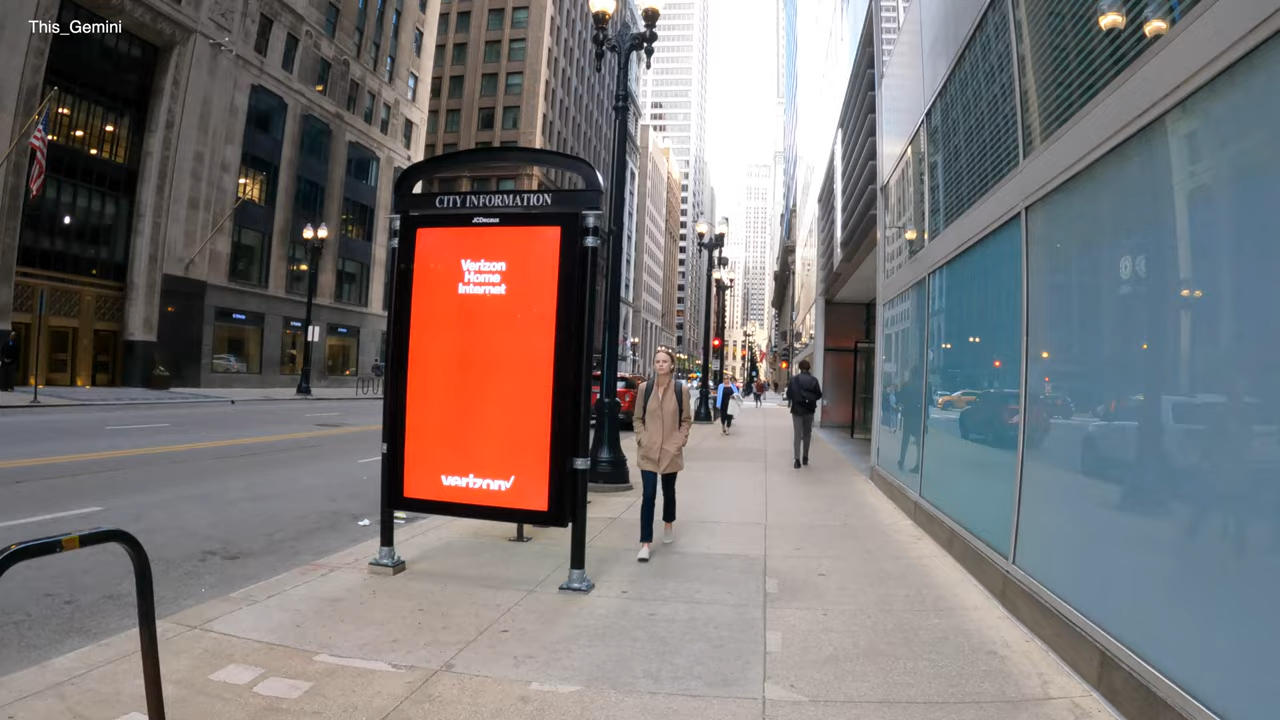 This_Gemini
CITY INFORMATION
JCDecaux
Verizon
Home
Internet
verizon✓